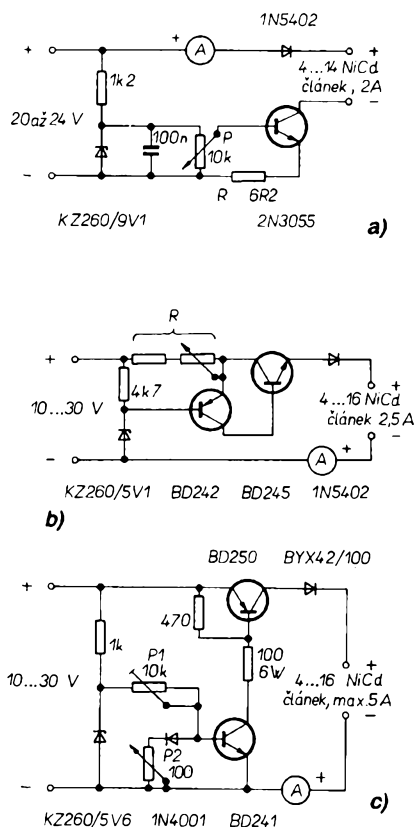 1N5402
+
A
+
+
1k2
4...14 NiCd
článek, 2A
−
20až 24 V
100n
P
10k
−
R 6R2
KZ260/9V1
2N3055
a)
R
+
+
4k7
4...16 NiCd
článek 2,5 A
10...30 V
−
−
A
+
KZ260/5V1 BD242 BD245 1N5402
b)
BD250 BYX42/100
+
470
1k
100
6W
+
P1
10k
4...16 NiCd
článek, max. 5 A
10...30 V
−
P2
100
−
A
+
KZ260/5V6 1N4001 BD241
c)